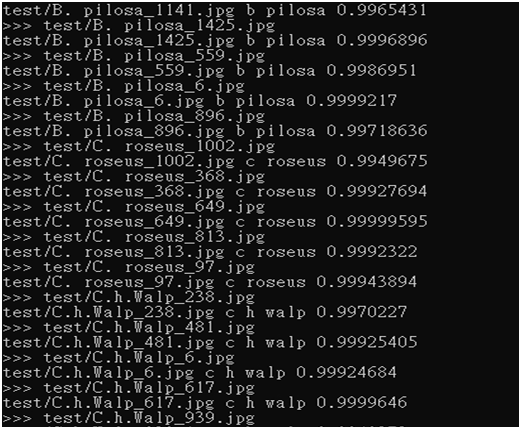 test/B. pilosa_1141.jpg b pilosa 0.9965431
>>> test/B. pilosa_1425.jpg
test/B. pilosa_1425.jpg b pilosa 0.9996896
>>> test/B. pilosa_559.jpg
test/B. pilosa_559.jpg b pilosa 0.9986951
>>> test/B. pilosa_6.jpg
test/B. pilosa_6.jpg b pilosa 0.9999217
>>> test/B. pilosa_896.jpg
test/B. pilosa_896.jpg b pilosa 0.99718636
>>> test/C. roseus_1002.jpg
test/C. roseus_1002.jpg c roseus 0.9949675
>>> test/C. roseus_368.jpg
test/C. roseus_368.jpg c roseus 0.99927694
>>> test/C. roseus_649.jpg
test/C. roseus_649.jpg c roseus 0.99999595
>>> test/C. roseus_813.jpg
test/C. roseus_813.jpg c roseus 0.9992322
>>> test/C. roseus_97.jpg
test/C. roseus_97.jpg c roseus 0.99943894
>>> test/C.h.Walp_238.jpg
test/C.h.Walp_238.jpg c h walp 0.9970227
>>> test/C.h.Walp_481.jpg
test/C.h.Walp_481.jpg c h walp 0.99925405
>>> test/C.h.Walp_6.jpg
test/C.h.Walp_6.jpg c h walp 0.99924684
>>> test/C.h.Walp_617.jpg
test/C.h.Walp_617.jpg c h walp 0.9999646
>>> test/C.h.Walp_939.jpg